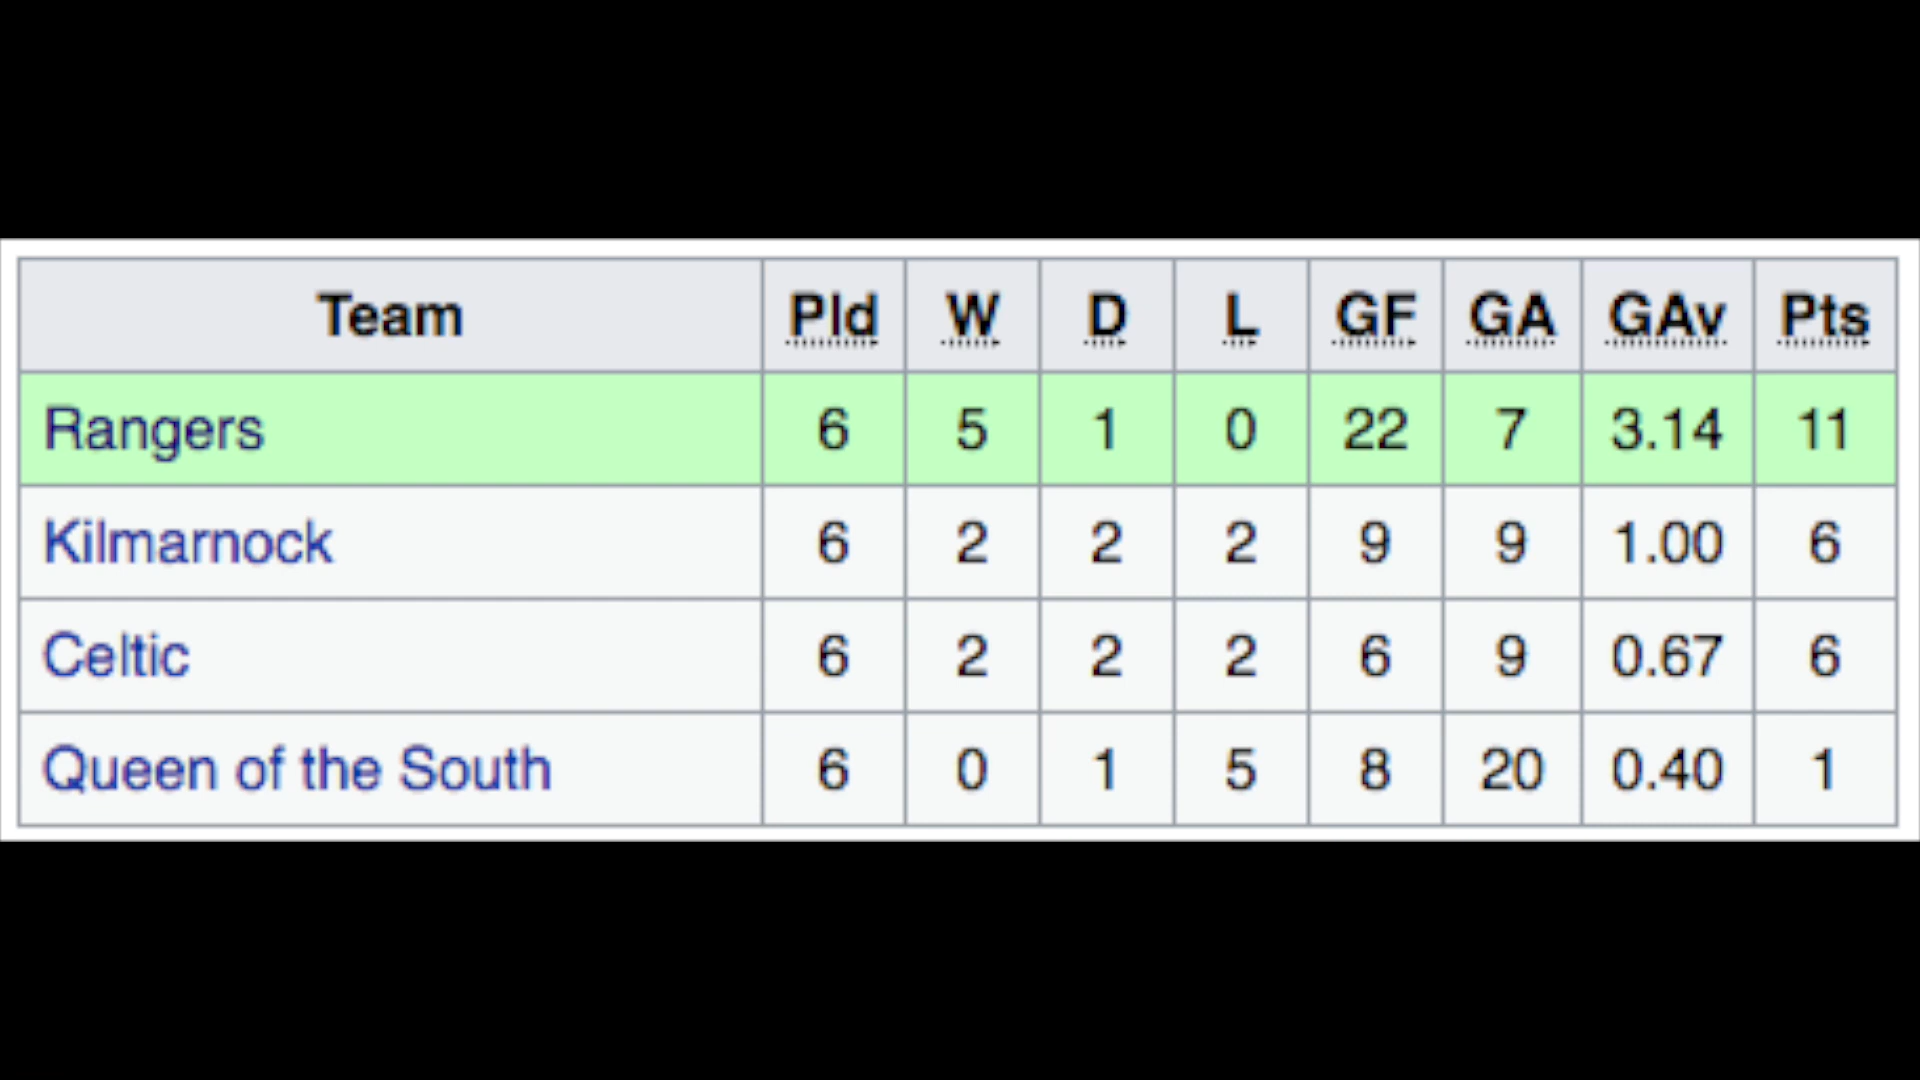 Team Pld W D L GF GA GAv Pts
Rangers 6 5 1 0 22 7 3.14 11
Kilmarnock 6 2 2 2 9 9 1.00 6
Celtic 6 2 2 2 6 9 0.67 6
Queen of the South 6 0 1 5 8 20 0.40 1